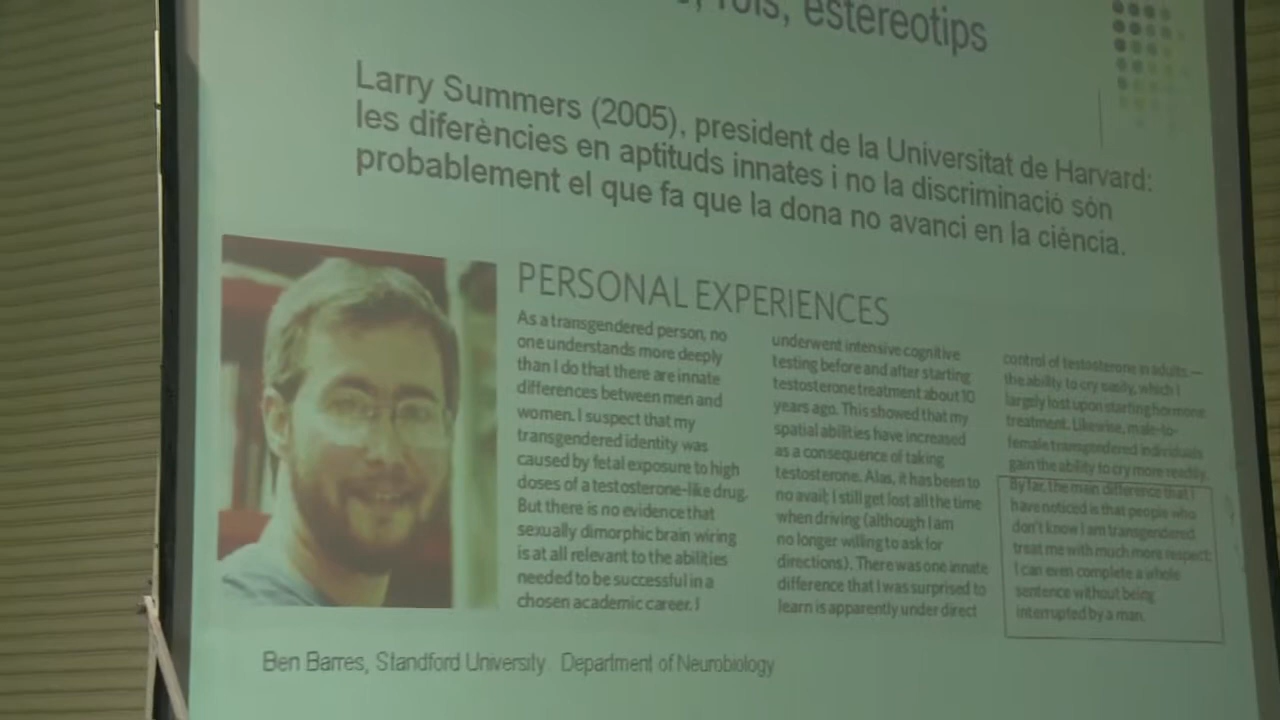 rols, estereotips
Larry Summers (2005), president de la Universitat de Harvard:
les diferències en aptituds innates i no la discriminació són
probablement el que fa que la dona no avanci en la ciència.
PERSONAL EXPERIENCES
As a transgendered person, no
one understands more deeply
than I do that there are innate
differences between men and
women. I suspect that my
transgendered identity was
caused by fetal exposure to high
doses of a testosterone-like drug.
But there is no evidence that
sexually dimorphic brain wiring
is at all relevant to the abilities
needed to be successful in a
chosen academic career. I
underwent intensive cognitive
testing before and after starting
testosterone treatment about 10
years ago. This showed that my
spatial abilities have increased
as a consequence of taking
testosterone. Alas, it has been to
no avail; I still get lost all the time
when driving (although I am
no longer willing to ask for
directions). There was one innate
difference that I was surprised to
learn is apparently under direct
control of testosterone in adults —
the ability to cry easily, which I
largely lost upon starting hormone
treatment. Likewise, male-to-
female transgendered individuals
gain the ability to cry more readily.
By far, the main difference that I
have noticed is that people who
don't know I am transgendered
treat me with much more respect:
I can even complete a whole
sentence without being
interrupted by a man.
Ben Barres, Standford University. Department of Neurobiology